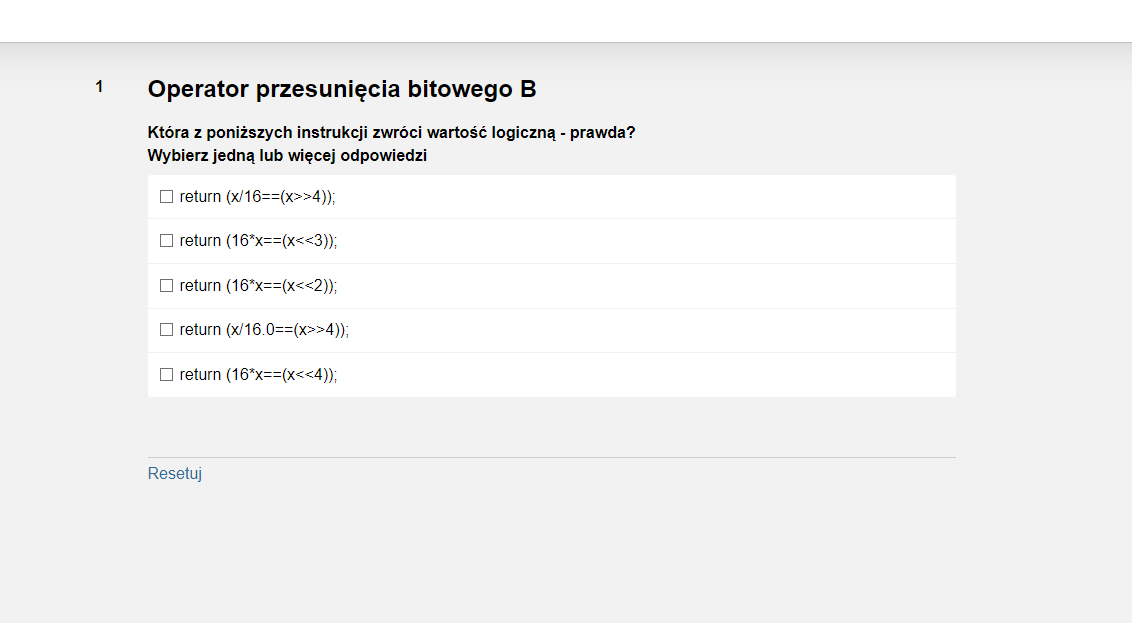 1 Operator przesunięcia bitowego B
Która z poniższych instrukcji zwróci wartość logiczną - prawda?
Wybierz jedną lub więcej odpowiedzi
return (x/16==(x>>4));
return (16*x==(x<<3));
return (16*x==(x<<2));
return (x/16.0==(x>>4));
return (16*x==(x<<4));
Resetuj